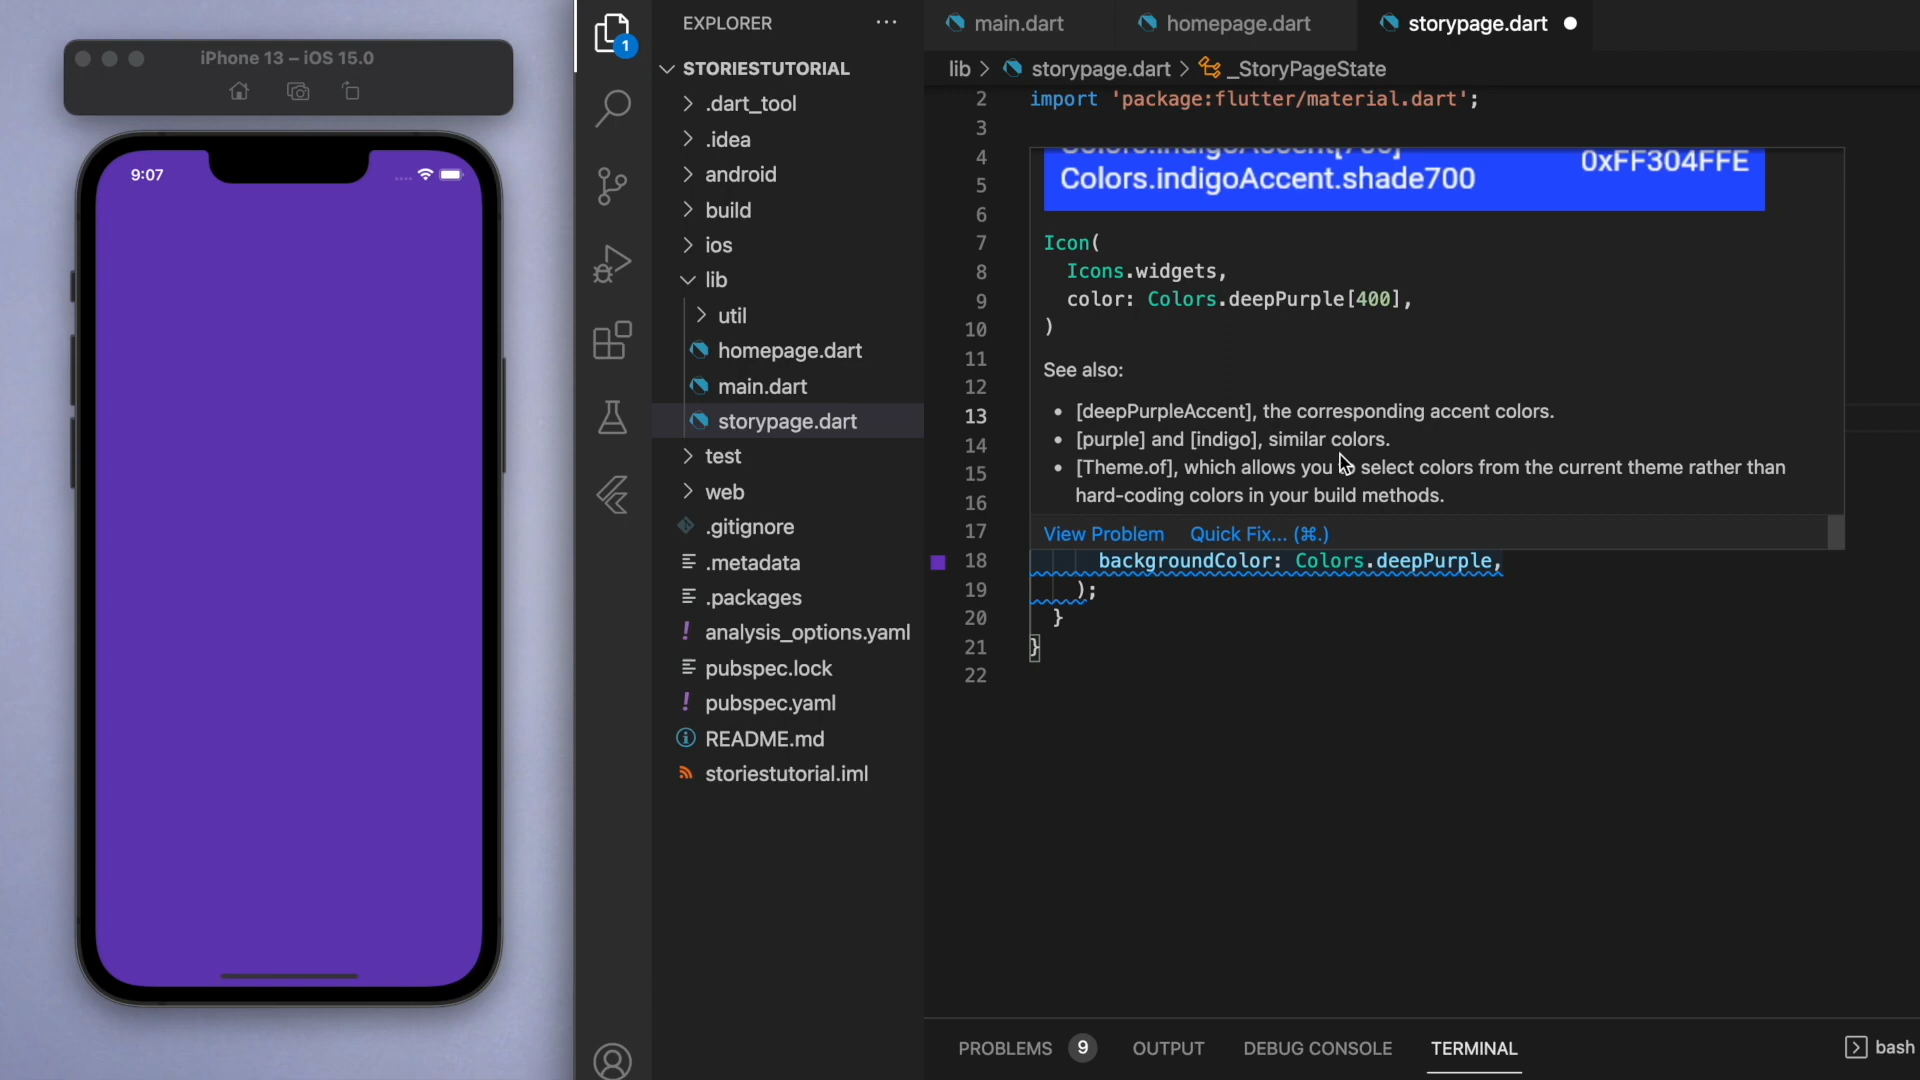 iPhone 13 – iOS 15.0
9:07
1
EXPLORER
STORIESTUTORIAL
.dart_tool
.idea
android
build
ios
lib
util
homepage.dart
main.dart
storypage.dart
test
web
.gitignore
.metadata
.packages
analysis_options.yaml
pubspec.lock
pubspec.yaml
README.md
storiestutorial.iml
main.dart
homepage.dart
storypage.dart
lib > storypage.dart > _StoryPageState
2 import 'package:flutter/material.dart';
3
4
5
6
7
8
9
10
11
12
13
14
15
16
17
Colors.indigoAccent[700]
Colors.indigoAccent.shade700 0xFF304FFE
Icon(
Icons.widgets,
color: Colors.deepPurple[400],
)
See also:
• [deepPurpleAccent], the corresponding accent colors.
• [purple] and [indigo], similar colors.
• [Theme.of], which allows you to select colors from the current theme rather than
hard-coding colors in your build methods.
View Problem Quick Fix... (⌘.)
18 backgroundColor: Colors.deepPurple,
19 );
20 }
21 }
22
PROBLEMS 9 OUTPUT DEBUG CONSOLE TERMINAL
bash